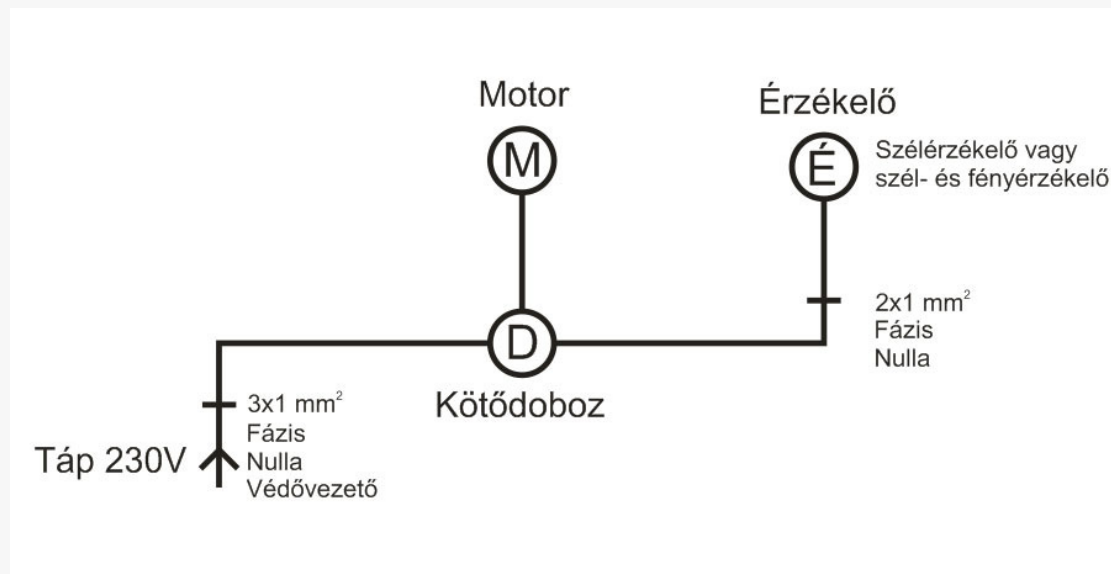 Motor
M
Érzékelő
É
Szélérzékelő vagy
szél- és fényérzékelő
D
Kötődoboz
2x1 mm²
Fázis
Nulla
Táp 230V
3x1 mm²
Fázis
Nulla
Védővezető